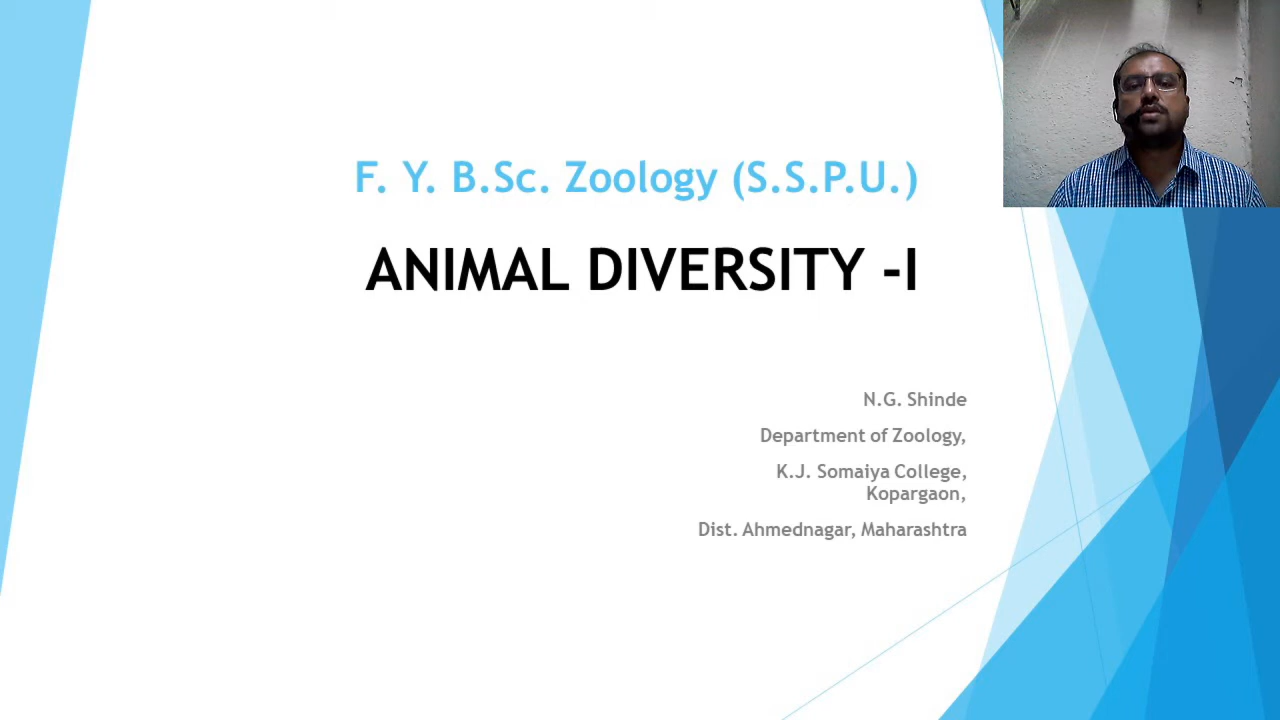 F. Y. B.Sc. Zoology (S.S.P.U.)
ANIMAL DIVERSITY -I
N.G. Shinde
Department of Zoology,
K.J. Somaiya College,
Kopargaon,
Dist. Ahmednagar, Maharashtra